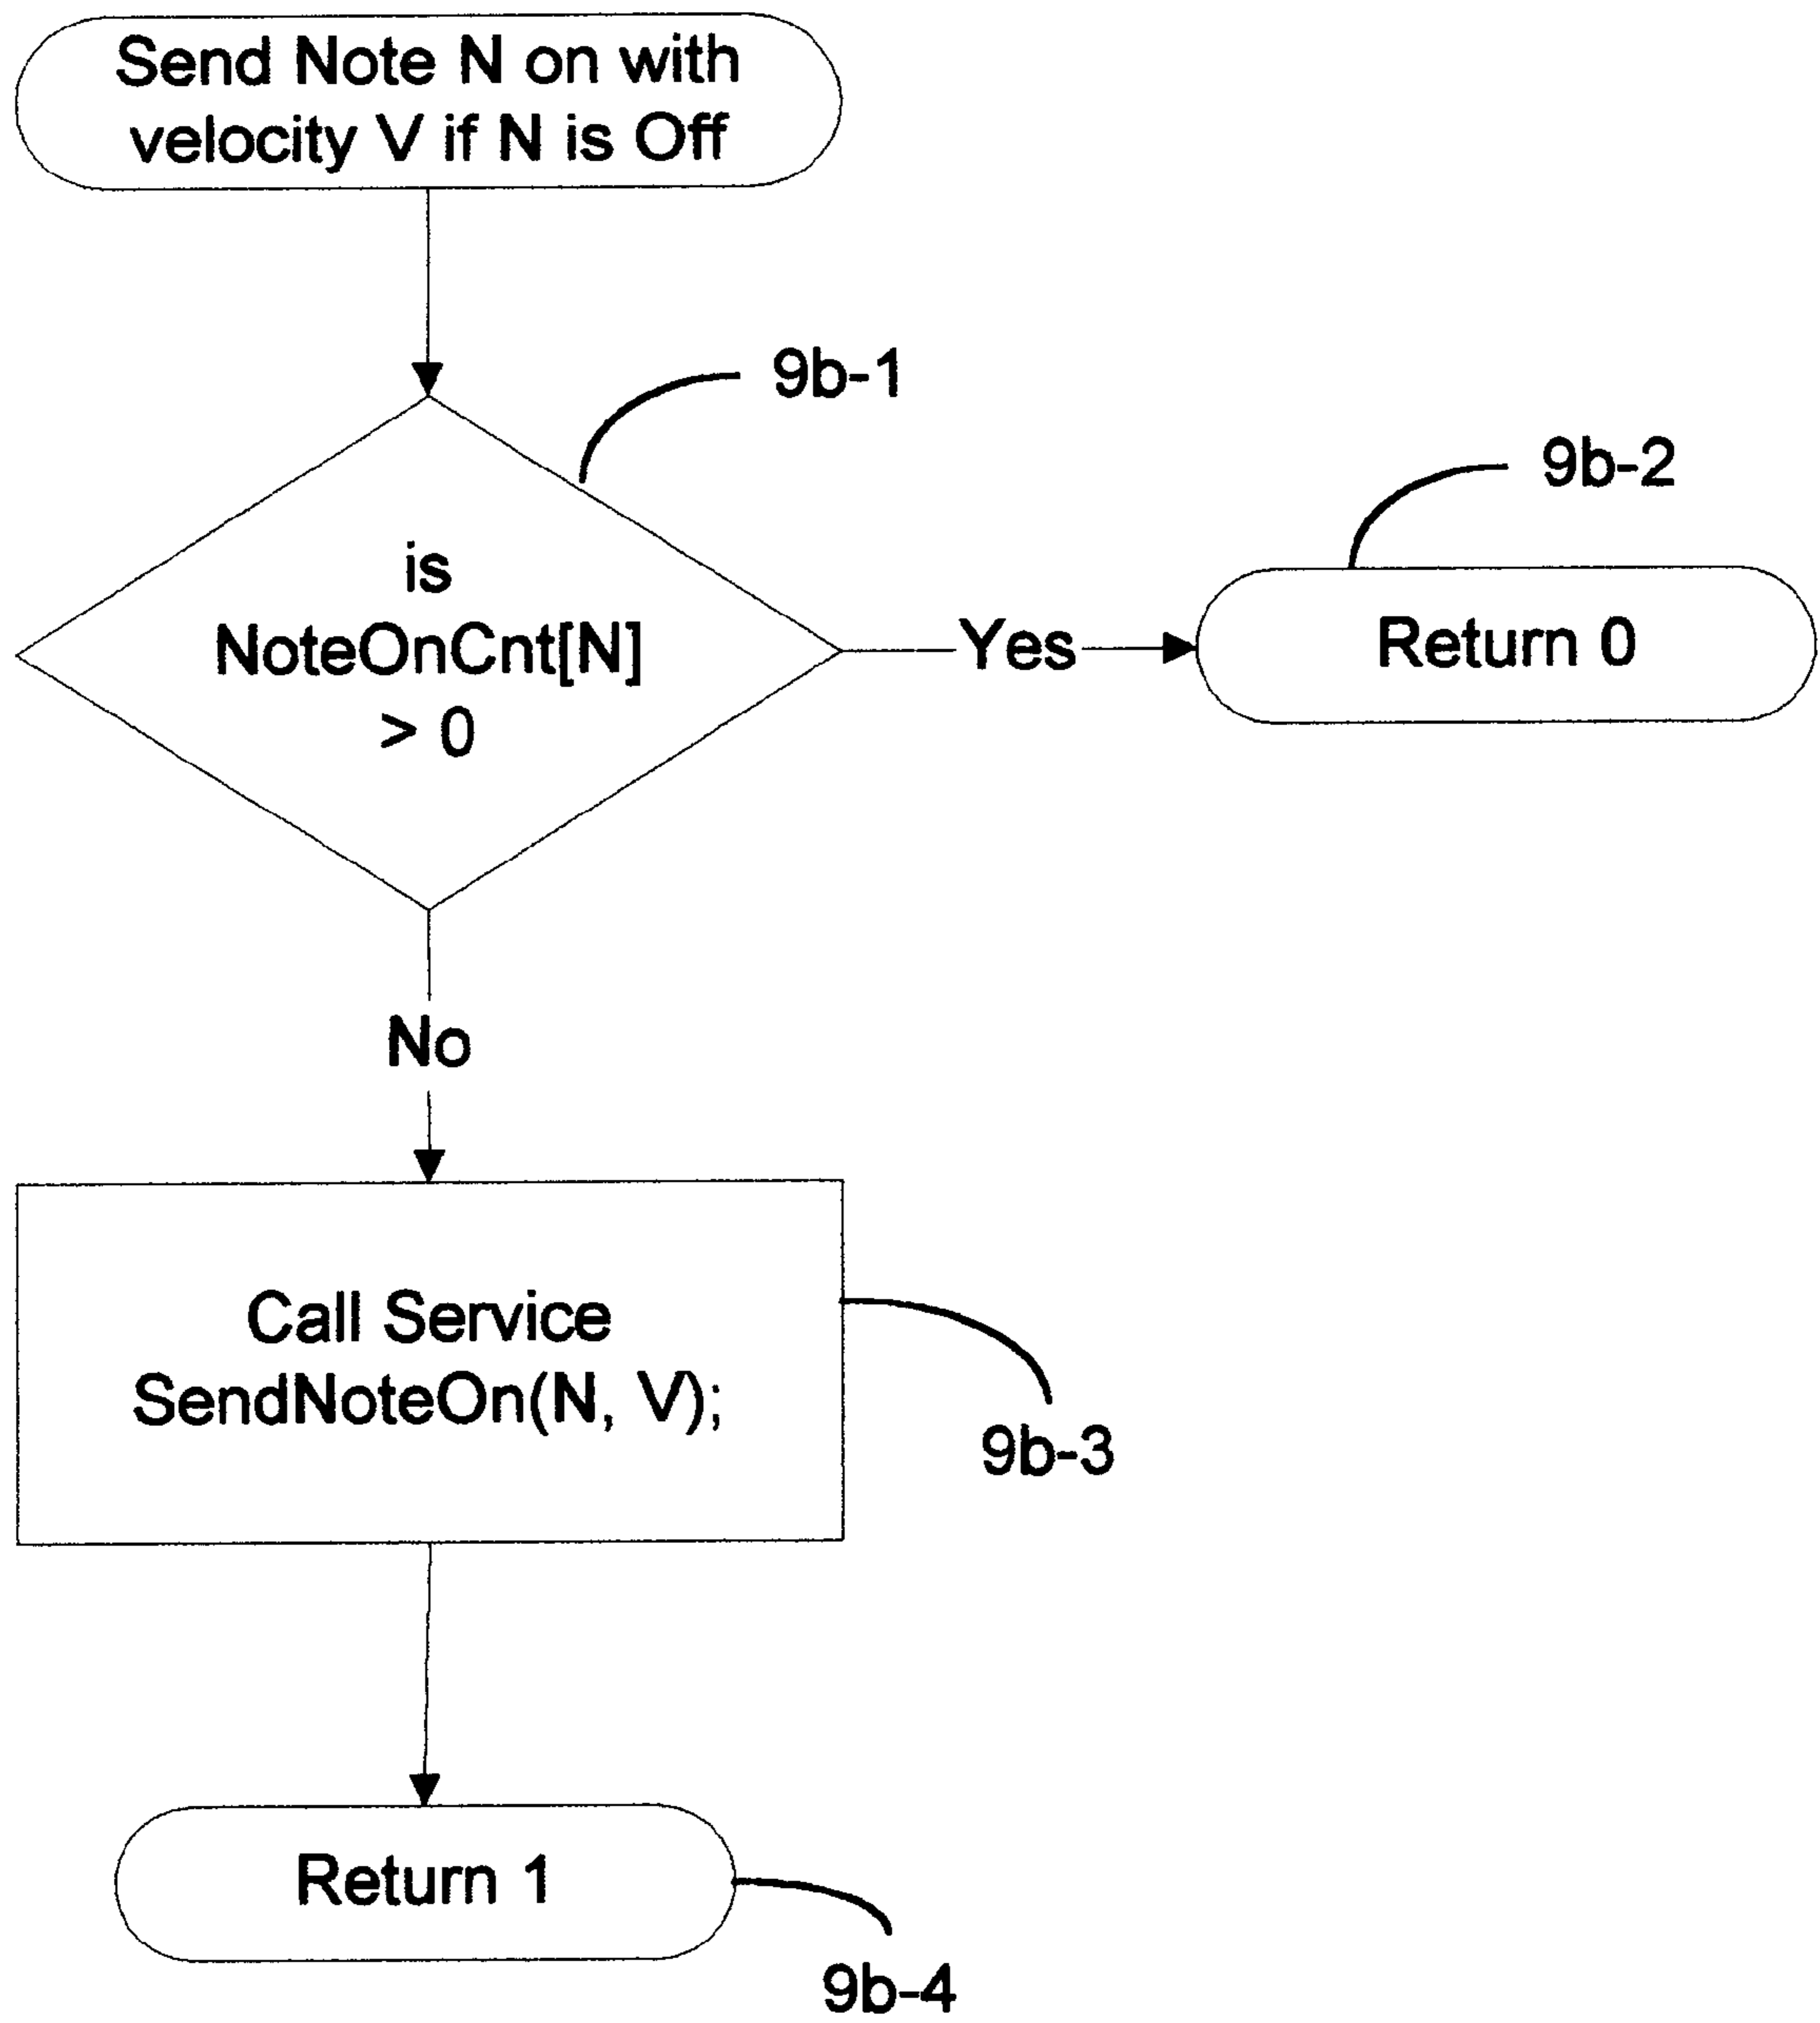 Send Note N on with
velocity V if N is Off
9b-1
9b-2
is
NoteOnCnt[N]
> 0
Yes
Return 0
No
Call Service
SendNoteOn(N, V);
9b-3
Return 1
9b-4